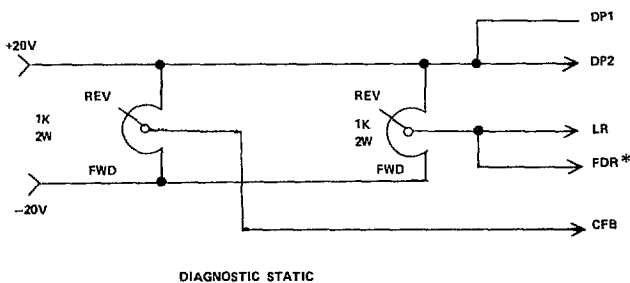 DP1
+20V
DP2
REV
REV
1K
2W
1K
2W
LR
FWD
FWD
FDR*
−20V
CFB
DIAGNOSTIC STATIC